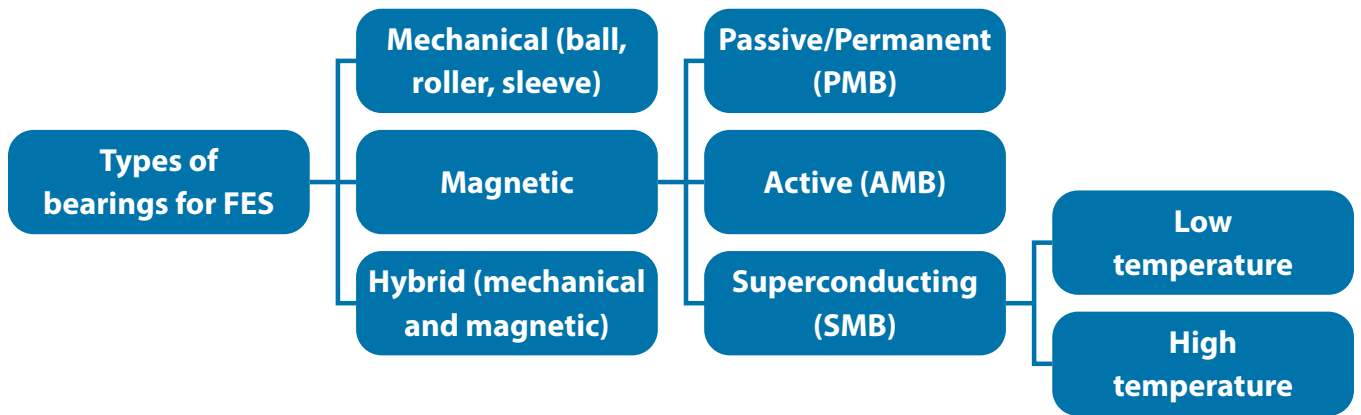 Types of
bearings for FES
Mechanical (ball,
roller, sleeve)
Magnetic
Hybrid (mechanical
and magnetic)
Passive/Permanent
(PMB)
Active (AMB)
Superconducting
(SMB)
Low
temperature
High
temperature